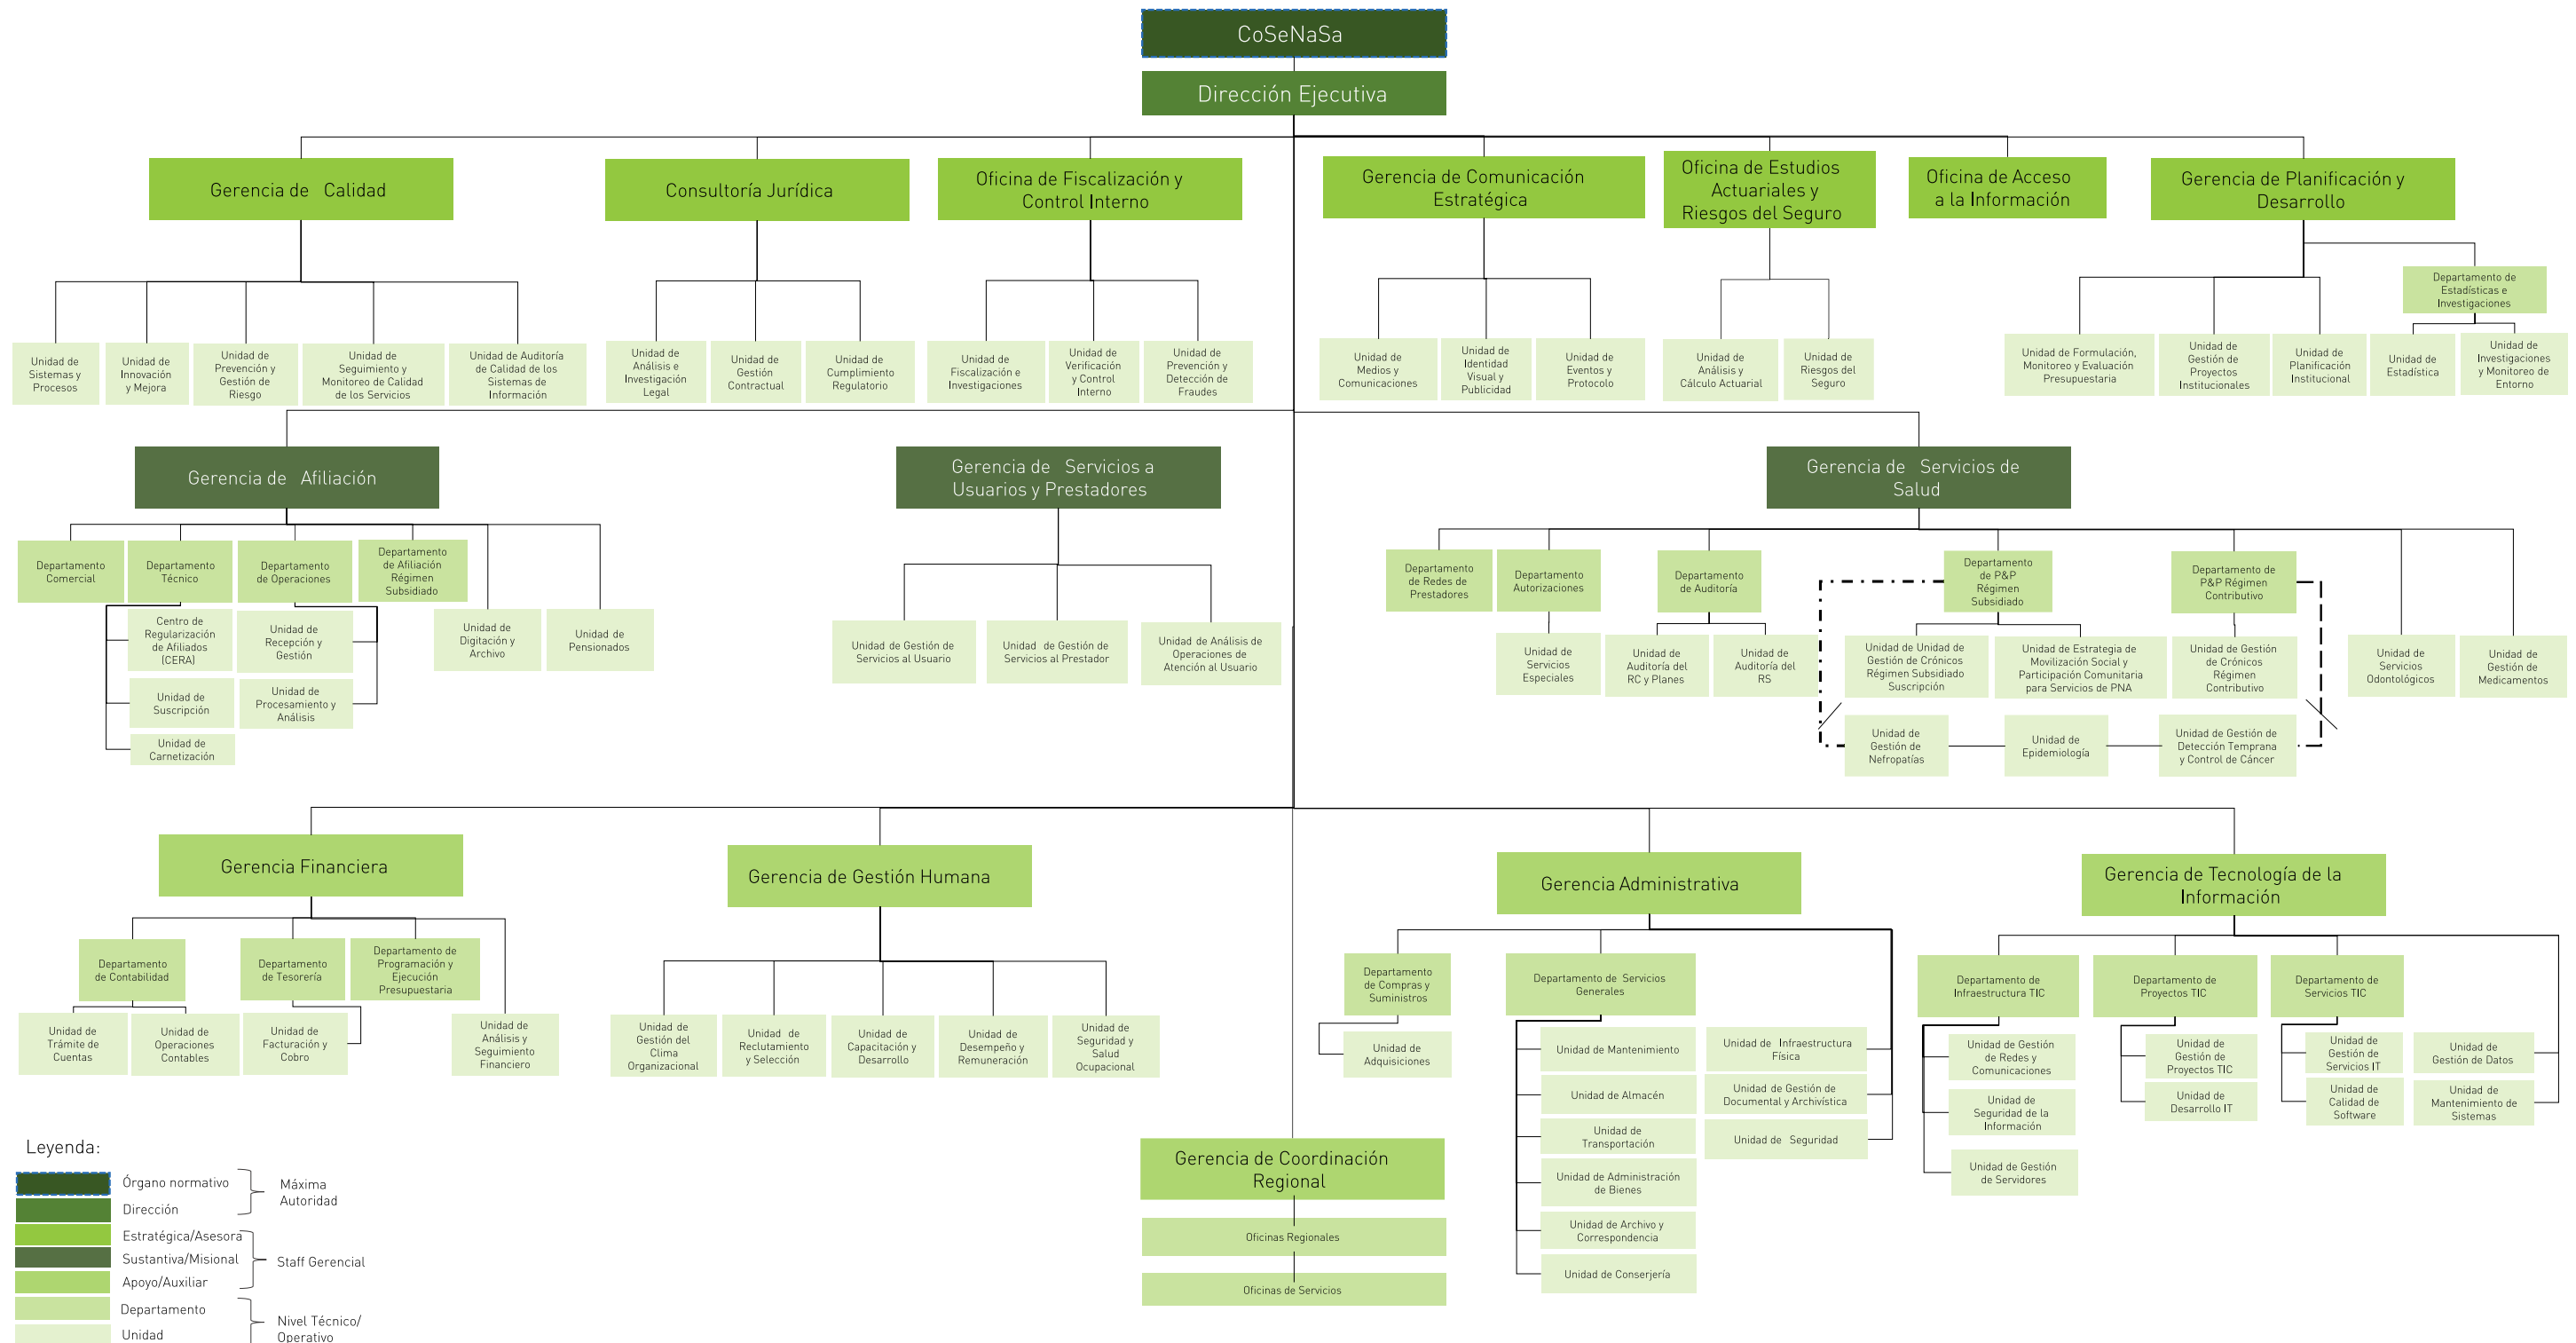 CoSeNaSa
Dirección Ejecutiva
Gerencia de Calidad
Consultoría Jurídica
Oficina de Fiscalización y
Control Interno
Gerencia de Comunicación
Estratégica
Oficina de Estudios
Actuariales y
Riesgos del Seguro
Oficina de Acceso
a la Información
Gerencia de Planificación y
Desarrollo
Departamento de
Estadísticas e
Investigaciones
Unidad de
Sistemas y
Procesos
Unidad de
Innovación
y Mejora
Unidad de
Prevención y
Gestión de
Riesgo
Unidad de
Seguimiento y
Monitoreo de Calidad
de los Servicios
Unidad de Auditoría
de Calidad de los
Sistemas de
Información
Unidad de
Análisis e
Investigación
Legal
Unidad de
Gestión
Contractual
Unidad de
Cumplimiento
Regulatorio
Unidad de
Fiscalización e
Investigaciones
Unidad de
Verificación
y Control
Interno
Unidad de
Prevención y
Detección de
Fraudes
Unidad de
Medios y
Comunicaciones
Unidad de
Identidad
Visual y
Publicidad
Unidad de
Eventos y
Protocolo
Unidad de
Análisis y
Cálculo Actuarial
Unidad de
Riesgos del
Seguro
Unidad de Formulación,
Monitoreo y Evaluación
Presupuestaria
Unidad de
Gestión de
Proyectos
Institucionales
Unidad de
Planificación
Institucional
Unidad de
Estadística
Unidad de
Investigaciones
y Monitoreo de
Entorno
Gerencia de Afiliación
Gerencia de Servicios a
Usuarios y Prestadores
Gerencia de Servicios de
Salud
Departamento
Comercial
Departamento
Técnico
Departamento
de Operaciones
Departamento
de Afiliación
Régimen
Subsidiado
Centro de
Regularización
de Afiliados
(CERA)
Unidad de
Recepción y
Gestión
Unidad de
Digitación y
Archivo
Unidad de
Pensionados
Unidad de
Suscripción
Unidad de
Procesamiento y
Análisis
Unidad de
Carnetización
Unidad de Gestión de
Servicios al Usuario
Unidad de Gestión de
Servicios al Prestador
Unidad de Análisis de
Operaciones de
Atención al Usuario
Departamento
de Redes de
Prestadores
Departamento
Autorizaciones
Departamento
de Auditoría
Departamento
de P&P
Régimen
Subsidiado
Departamento de
P&P Régimen
Contributivo
Unidad de
Servicios
Especiales
Unidad de
Auditoría del
RC y Planes
Unidad de
Auditoría del
RS
Unidad de Unidad de
Gestión de Crónicos
Régimen Subsidiado
Suscripción
Unidad de Estrategia de
Movilización Social y
Participación Comunitaria
para Servicios de PNA
Unidad de Gestión
de Crónicos
Régimen
Contributivo
Unidad de
Servicios
Odontológicos
Unidad de
Gestión de
Medicamentos
Unidad de
Gestión de
Nefropatías
Unidad de
Epidemiología
Unidad de Gestión de
Detección Temprana
y Control de Cáncer
Gerencia Financiera
Gerencia de Gestión Humana
Gerencia Administrativa
Gerencia de Tecnología de la
Información
Departamento
de Contabilidad
Departamento
de Tesorería
Departamento de
Programación y
Ejecución
Presupuestaria
Unidad de
Trámite de
Cuentas
Unidad de
Operaciones
Contables
Unidad de
Facturación y
Cobro
Unidad de
Análisis y
Seguimiento
Financiero
Unidad de
Gestión del
Clima
Organizacional
Unidad de
Reclutamiento
y Selección
Unidad de
Capacitación y
Desarrollo
Unidad de
Desempeño y
Remuneración
Unidad de
Seguridad y
Salud
Ocupacional
Departamento
de Compras y
Suministros
Departamento de Servicios
Generales
Unidad de
Adquisiciones
Unidad de Mantenimiento
Unidad de Infraestructura
Física
Unidad de Almacén
Unidad de Gestión de
Documental y Archivística
Unidad de
Transportación
Unidad de Seguridad
Unidad de Administración
de Bienes
Unidad de Archivo y
Correspondencia
Unidad de Conserjería
Departamento de
Infraestructura TIC
Departamento de
Proyectos TIC
Departamento de
Servicios TIC
Unidad de Gestión
de Redes y
Comunicaciones
Unidad de
Gestión de
Proyectos TIC
Unidad de
Gestión de
Servicios IT
Unidad de
Gestión de Datos
Unidad de
Seguridad de la
Información
Unidad de
Desarrollo IT
Unidad de
Calidad de
Software
Unidad de
Mantenimiento de
Sistemas
Unidad de Gestión
de Servidores
Gerencia de Coordinación
Regional
Oficinas Regionales
Oficinas de Servicios
Leyenda:
Órgano normativo
Dirección
Máxima
Autoridad
Estratégica/Asesora
Sustantiva/Misional
Apoyo/Auxiliar
Staff Gerencial
Departamento
Unidad
Nivel Técnico/
Operativo